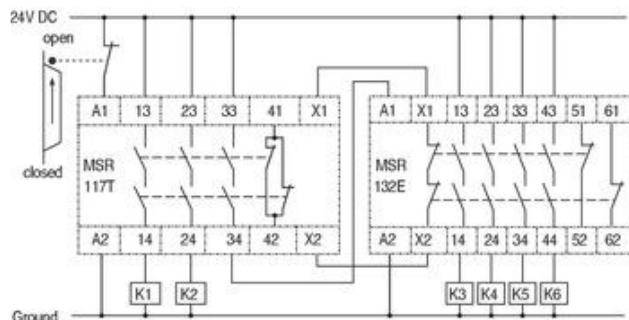 24V DC
open
closed
A1 13 23 33 41 X1
MSR
117T
A2 14 24 34 42 X2
A1 X1 13 23 33 43 51 61
MSR
132E
A2 X2 14 24 34 44 52 62
K1 K2 K3 K4 K5 K6
Ground